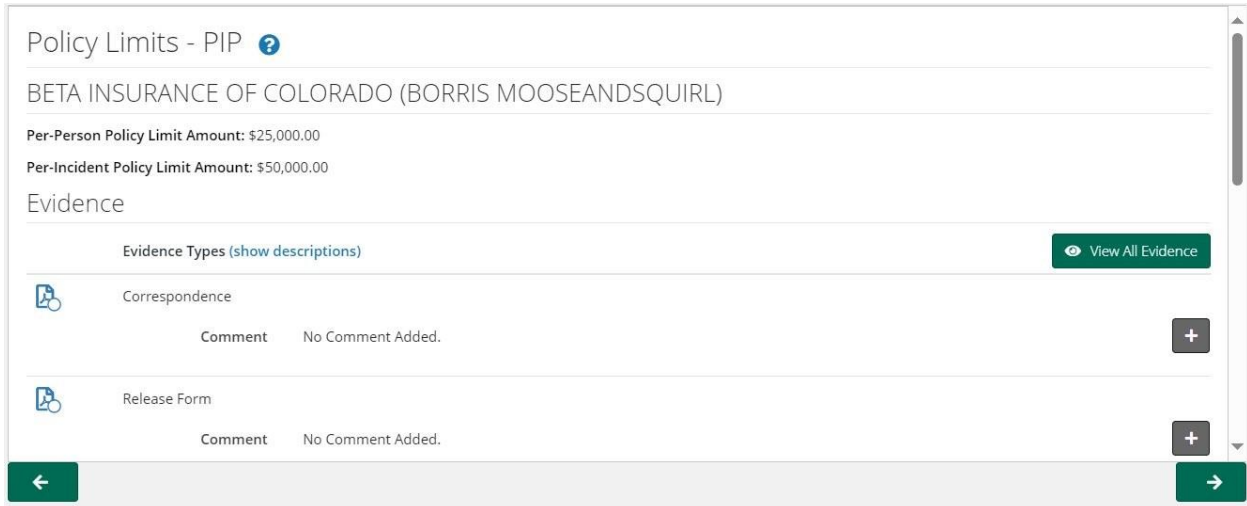 Policy Limits - PIP ?
BETA INSURANCE OF COLORADO (BORRIS MOOSEANDSQUIRL)
Per-Person Policy Limit Amount: $25,000.00
Per-Incident Policy Limit Amount: $50,000.00
Evidence
Evidence Types (show descriptions) View All Evidence
Correspondence
Comment No Comment Added.
Release Form
Comment No Comment Added.